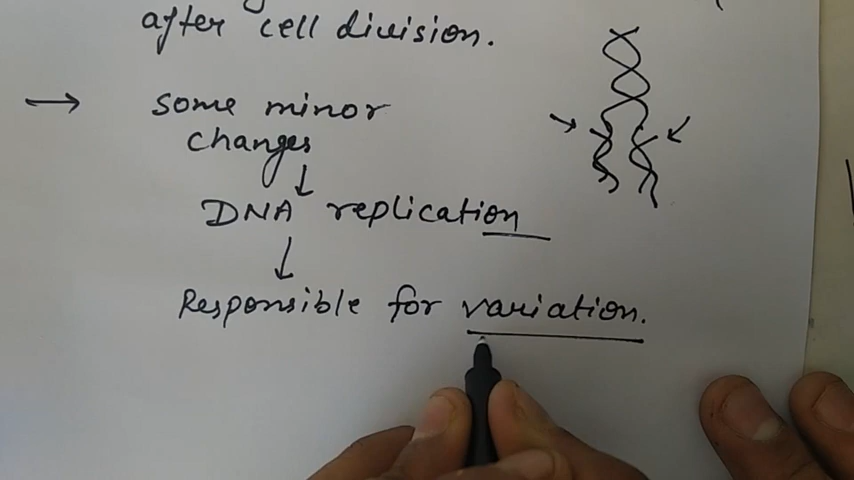 after cell division.
→ some minor
changes
↓
DNA replication
↓
Responsible for variation.